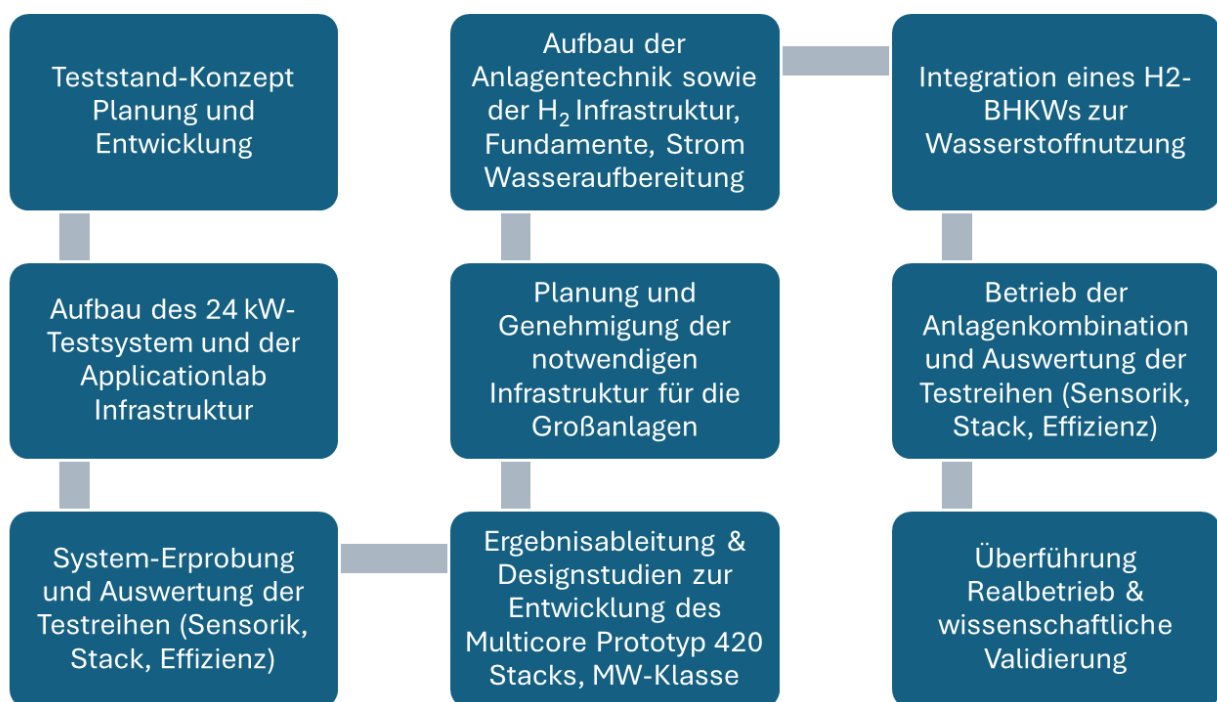 Teststand-Konzept
Planung und
Entwicklung
Aufbau des 24 kW-
Testsystem und der
Applicationlab
Infrastruktur
System-Erprobung
und Auswertung der
Testreihen (Sensorik,
Stack, Effizienz)
Ergebnisableitung &
Designstudien zur
Entwicklung des
Multicore Prototyp 420
Stacks, MW-Klasse
Planung und
Genehmigung der
notwendigen
Infrastruktur für die
Großanlagen
Aufbau der
Anlagentechnik sowie
der H₂ Infrastruktur,
Fundamente, Strom
Wasseraufbereitung
Integration eines H2-
BHKWs zur
Wasserstoffnutzung
Betrieb der
Anlagenkombination
und Auswertung der
Testreihen (Sensorik,
Stack, Effizienz)
Überführung
Realbetrieb &
wissenschaftliche
Validierung